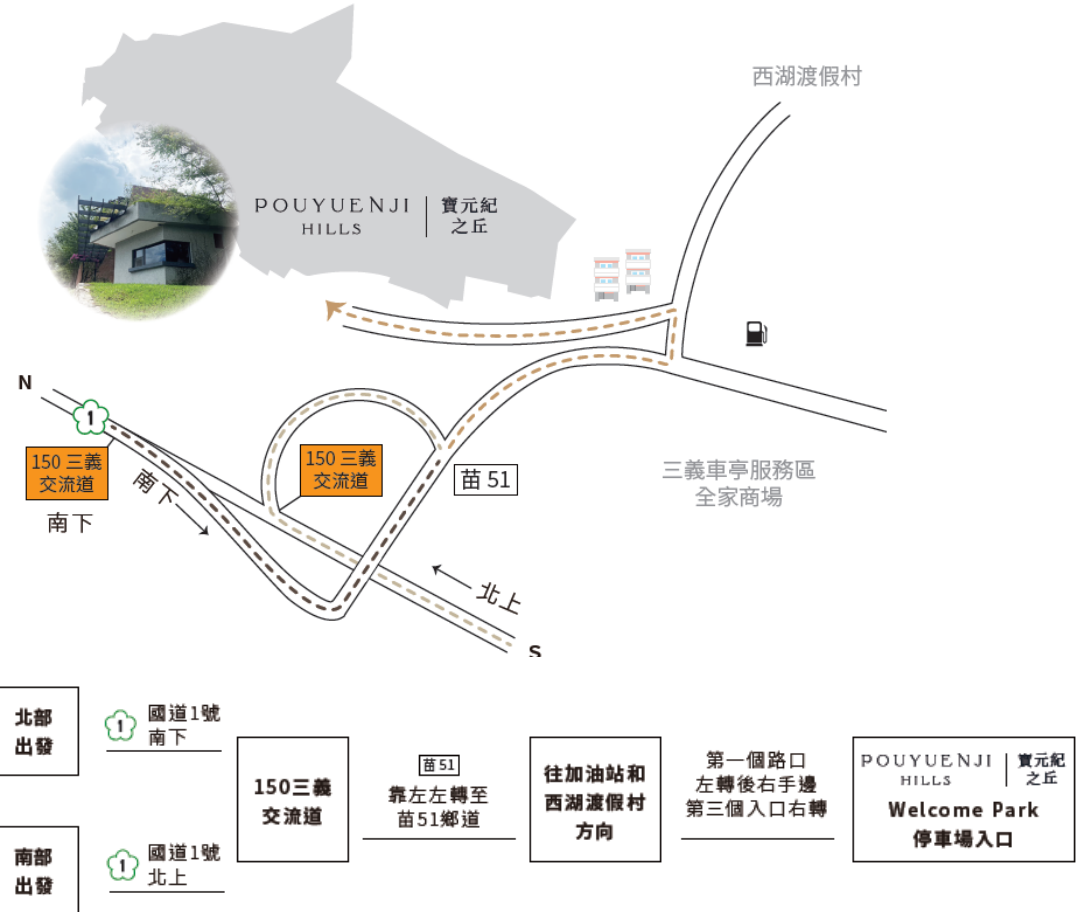 西湖渡假村
POUYUENJI
HILLS
寶元紀
之丘
N
1
150 三義
交流道
南下
南下
150 三義
交流道
苗 51
三義車亭服務區
全家商場
北上
S
北部
出發
1
國道1號
南下
南部
出發
1
國道1號
北上
150三義
交流道
苗 51
靠左左轉至
苗51鄉道
往加油站和
西湖渡假村
方向
第一個路口
左轉後右手邊
第三個入口右轉
POUYUENJI
HILLS
寶元紀
之丘
Welcome Park
停車場入口